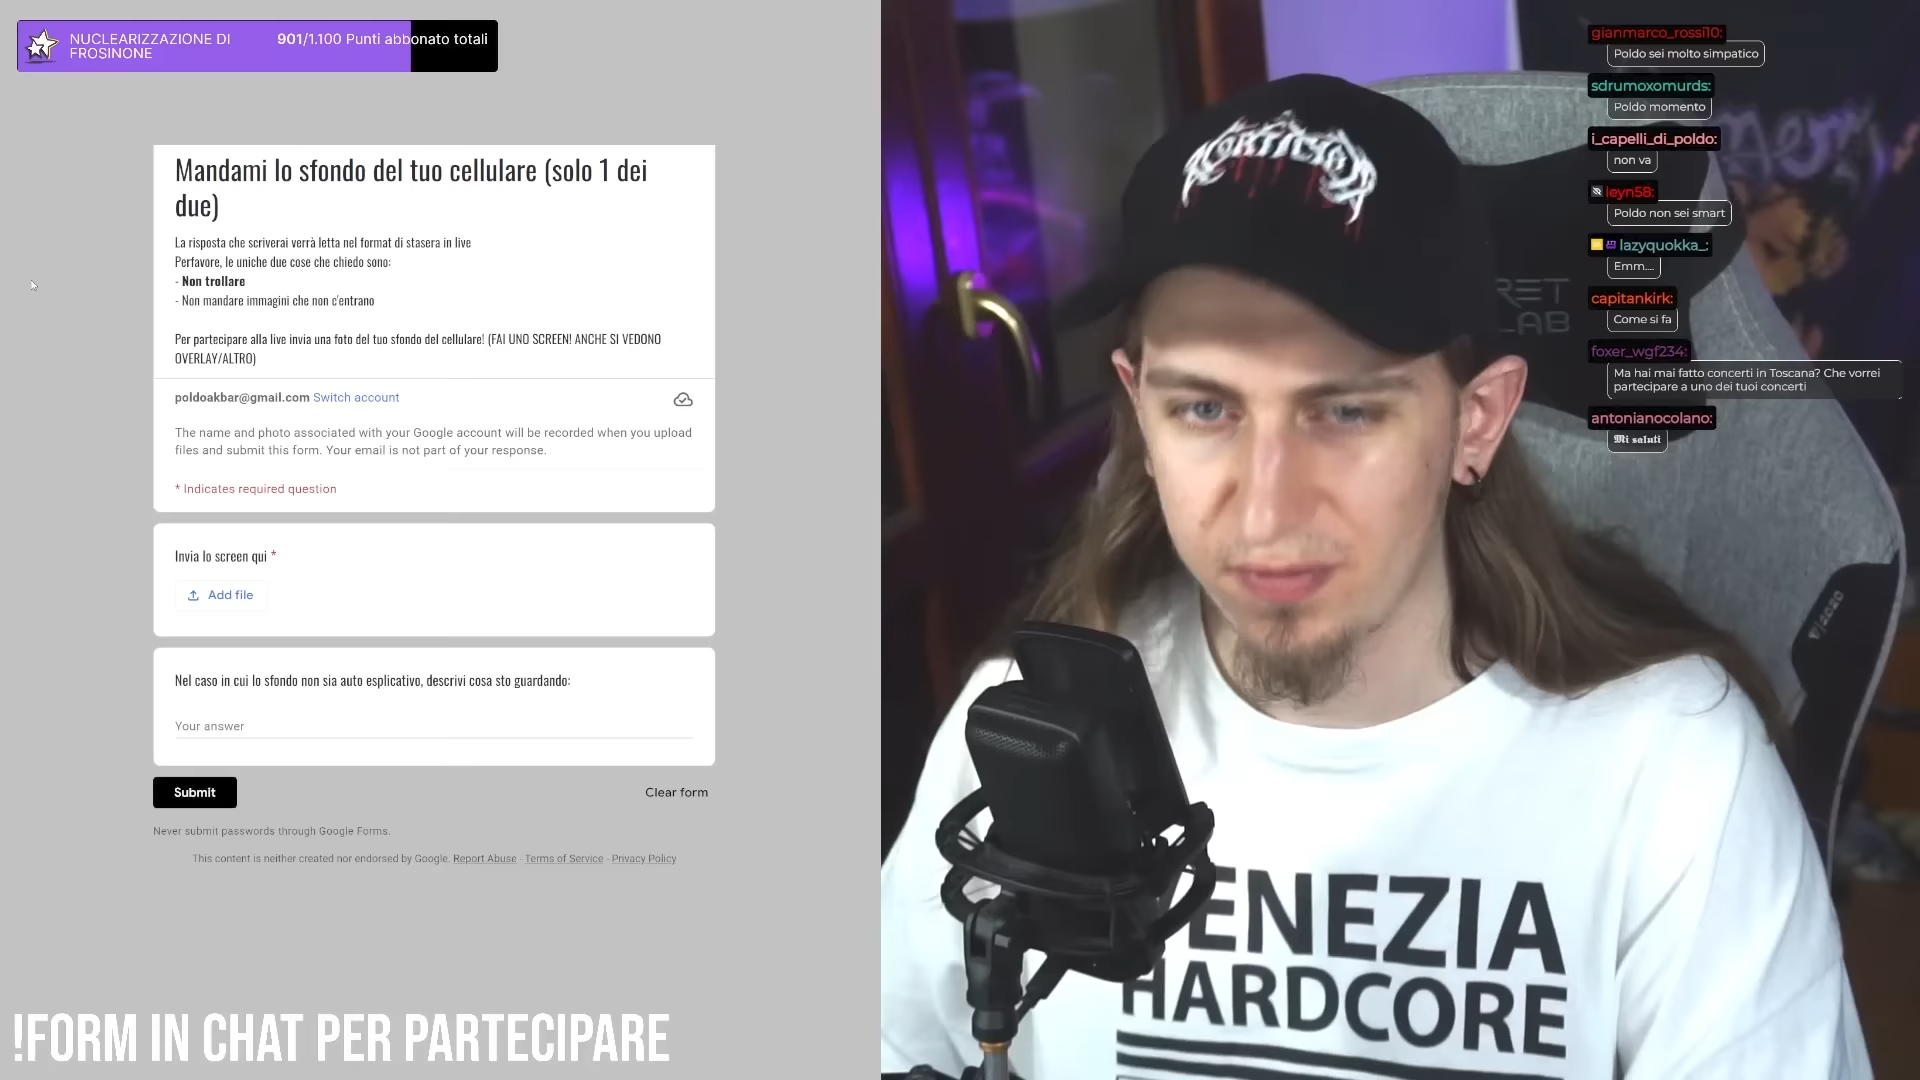 NUCLEARIZZAZIONE DI
FROSINONE
901/1.100 Punti abbonato totali
Mandami lo sfondo del tuo cellulare (solo 1 dei
due)
La risposta che scriverai verrà letta nel format di stasera in live
Perfavore, le uniche due cose che chiedo sono:
- Non trollare
- Non mandare immagini che non c'entrano
Per partecipare alla live invia una foto del tuo sfondo del cellulare! (FAI UNO SCREEN! ANCHE SI VEDONO
OVERLAY/ALTRO)
poldoakbar@gmail.com Switch account
The name and photo associated with your Google account will be recorded when you upload
files and submit this form. Your email is not part of your response.
* Indicates required question
Invia lo screen qui *
Add file
Nel caso in cui lo sfondo non sia auto esplicativo, descrivi cosa sto guardando:
Your answer
Submit
Clear form
Never submit passwords through Google Forms.
This content is neither created nor endorsed by Google. Report Abuse - Terms of Service - Privacy Policy
!FORM IN CHAT PER PARTECIPARE
gianmarco_rossi10:
Poldo sei molto simpatico
sdrumoxomurds:
Poldo momento
i_capelli_di_poldo:
non va
leyn58:
Poldo non sei smart
lazyquokka_:
Emm....
capitankirk:
Come si fa
foxer_wgf234:
Ma hai mai fatto concerti in Toscana? Che vorrei
partecipare a uno dei tuoi concerti
antonianocolano:
𝕸𝖎 𝖘𝖆𝖑𝖚𝖙𝖎
RET
LAB
/2020
ENEZIA
HARDCORE